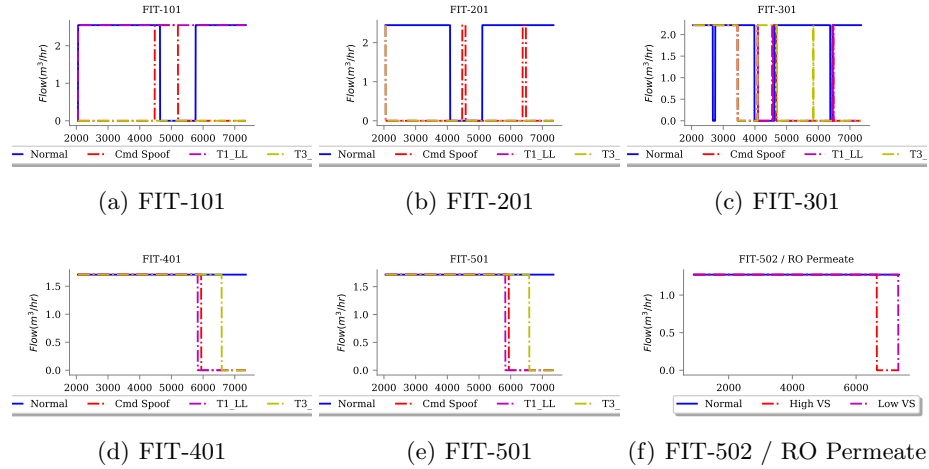 FIT-101
FIT-201
FIT-301
Flow(m³/hr)
2
1
0
2000 3000 4000 5000 6000 7000
Normal Cmd Spoof T1_LL T3_
Flow(m³/hr)
2
1
0
2000 3000 4000 5000 6000 7000
Normal Cmd Spoof T1_LL T3_
Flow(m³/hr)
2.0
1.5
1.0
0.5
0.0
2000 3000 4000 5000 6000 7000
Normal Cmd Spoof T1_LL T3_
(a) FIT-101
(b) FIT-201
(c) FIT-301
FIT-401
FIT-501
FIT-502 / RO Permeate
Flow(m³/hr)
1.5
1.0
0.5
0.0
2000 3000 4000 5000 6000 7000
Normal Cmd Spoof T1_LL T3_
Flow(m³/hr)
1.5
1.0
0.5
0.0
2000 3000 4000 5000 6000 7000
Normal Cmd Spoof T1_LL T3_
Flow(m³/hr)
1.0
0.5
0.0
2000 4000 6000
Normal High VS Low VS
(d) FIT-401
(e) FIT-501
(f) FIT-502 / RO Permeate